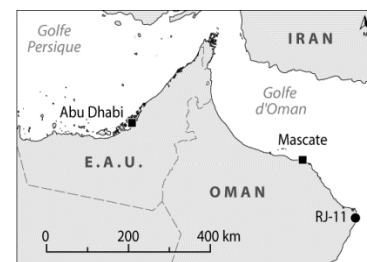 Golfe
Persique
IRAN
N
Abu Dhabi
Golfe
d'Oman
Mascate
E.A.U.
OMAN
RJ-11
0 200 400 km